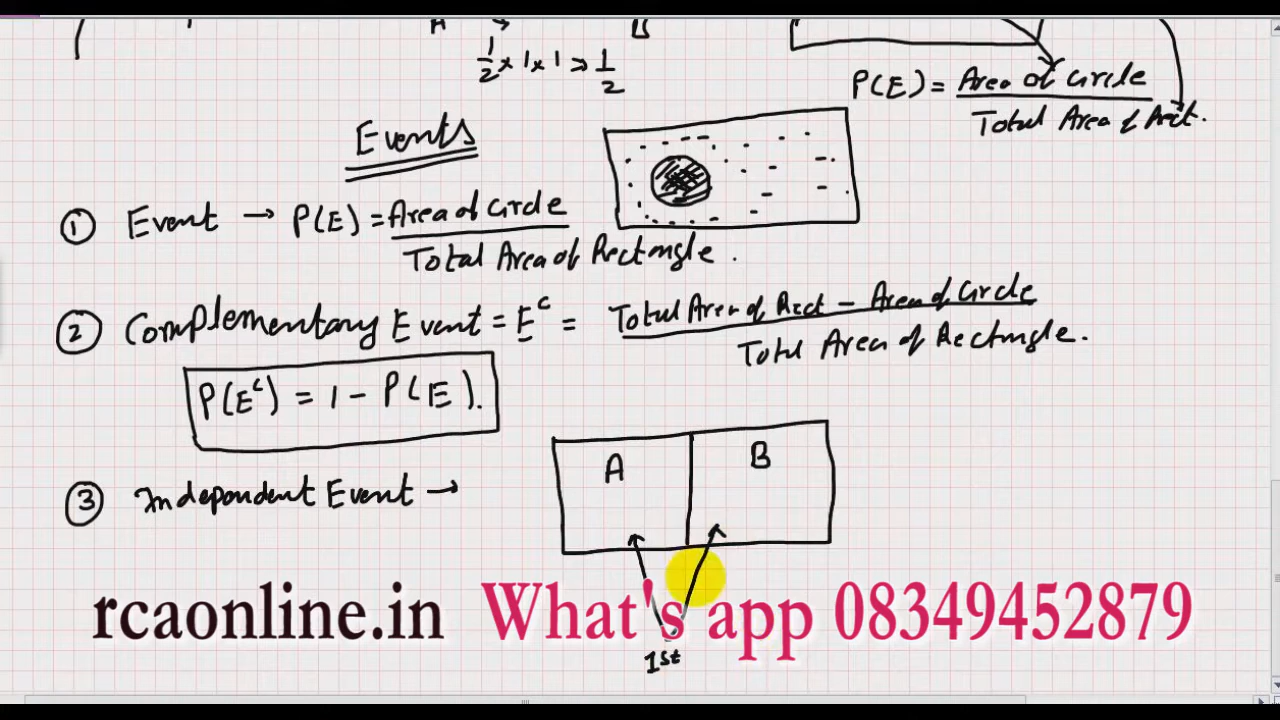 A B
1/2 × 1 × 1 ⇒ 1/2
P(E) = Area of Circle / Total Area of Rect.
Events
① Event → P(E) = Area of Circle / Total Area of Rectangle.
② Complementary Event = E^c = Total Area of Rect − Area of Circle / Total Area of Rectangle.
P(E^c) = 1 − P(E).
③ Independent Event →
A B
rcaonline.in What's app 08349452879
1st